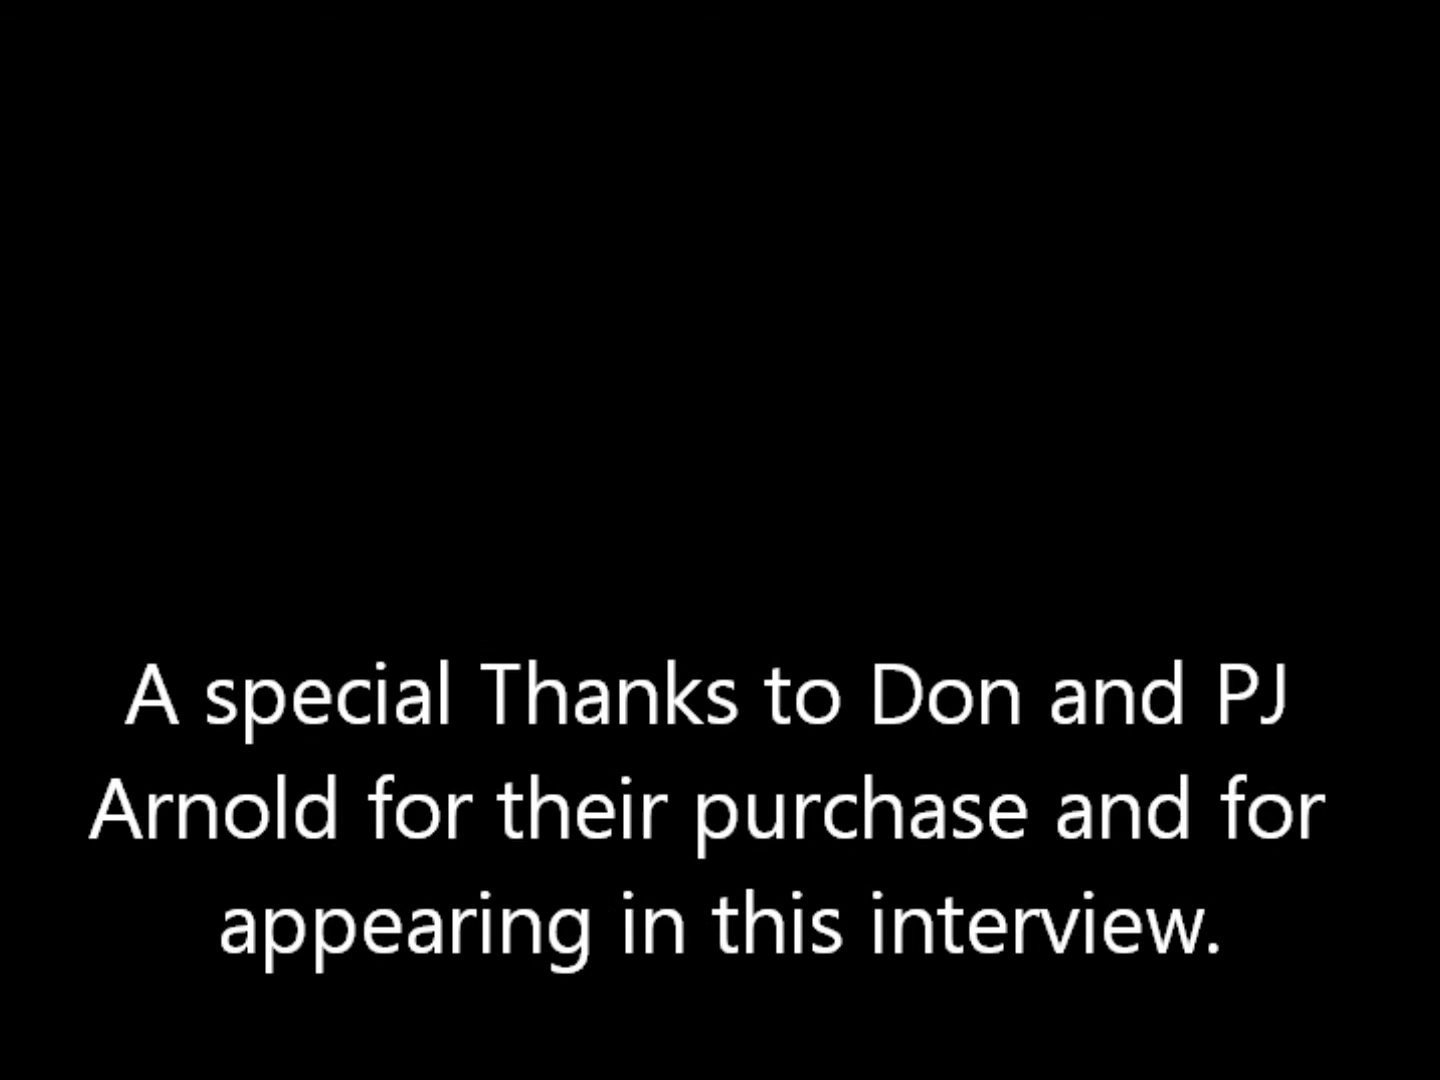 A special Thanks to Don and PJ
Arnold for their purchase and for
appearing in this interview.